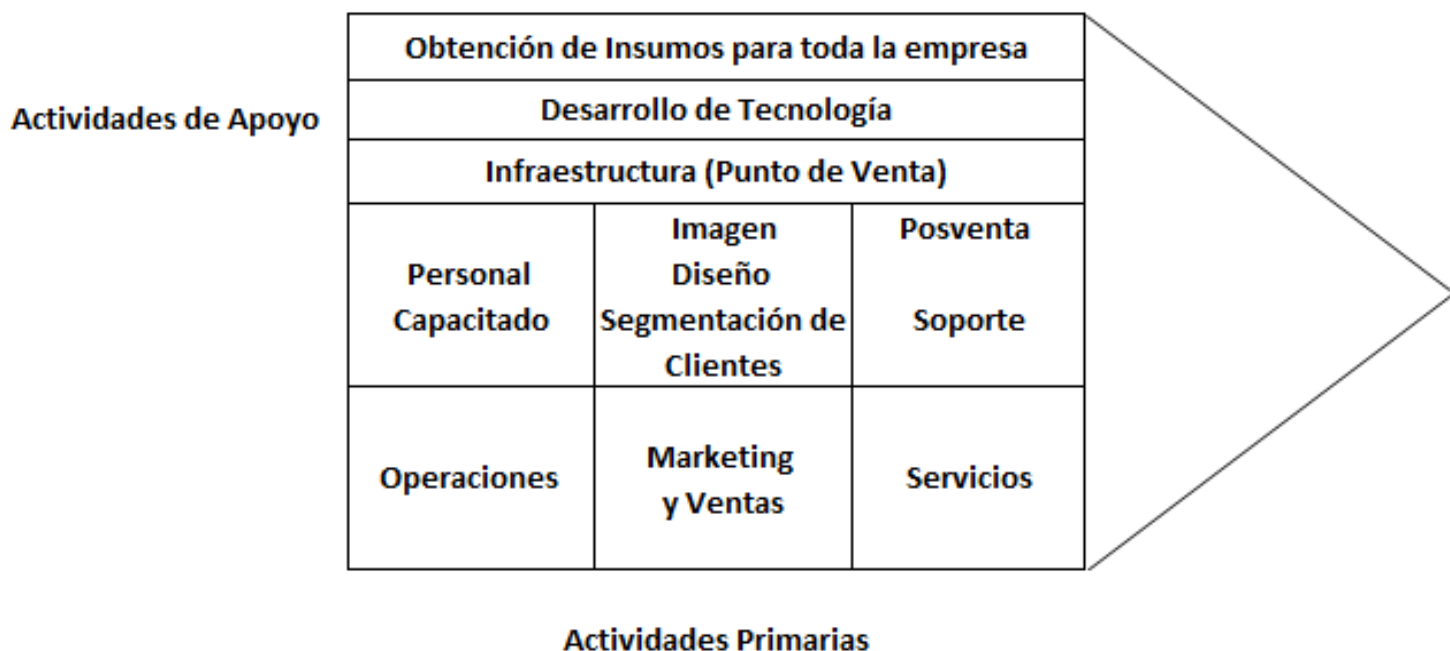 Obtención de Insumos para toda la empresa
Actividades de Apoyo
Desarrollo de Tecnología
Infraestructura (Punto de Venta)
Personal
Capacitado
Imagen
Diseño
Segmentación de
Clientes
Posventa
Soporte
Operaciones
Marketing
y Ventas
Servicios
Actividades Primarias